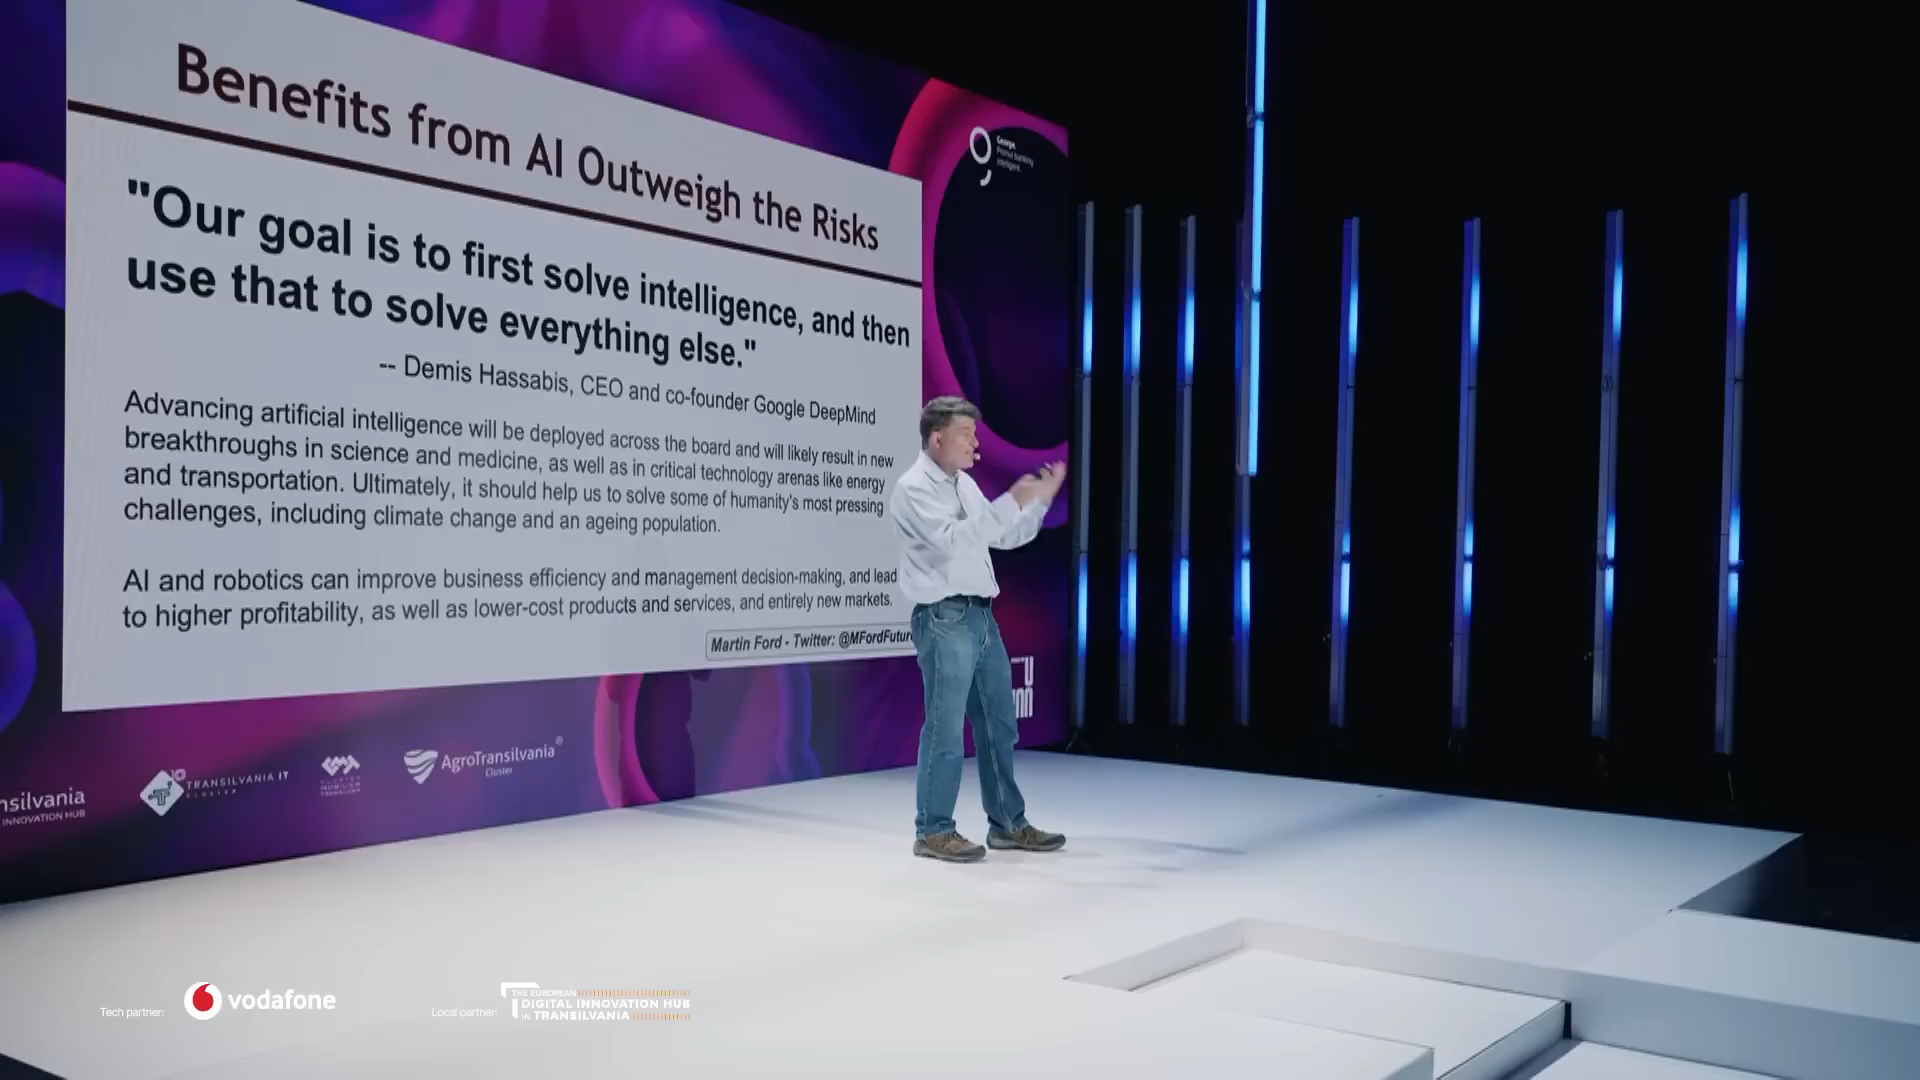 Benefits from AI Outweigh the Risks
"Our goal is to first solve intelligence, and then
use that to solve everything else."
-- Demis Hassabis, CEO and co-founder Google DeepMind
Advancing artificial intelligence will be deployed across the board and will likely result in new
breakthroughs in science and medicine, as well as in critical technology arenas like energy
and transportation. Ultimately, it should help us to solve some of humanity's most pressing
challenges, including climate change and an ageing population.
AI and robotics can improve business efficiency and management decision-making, and lead
to higher profitability, as well as lower-cost products and services, and entirely new markets.
Martin Ford - Twitter: @MFordFuture
George.
Primul banking
inteligent.
nsilvania
INNOVATION HUB
TRANSILVANIA IT
CLUSTER
CLUSTER
MOBILIER
AgroTransilvania®
Cluster
Tech partner:
vodafone
Local partner:
THE EUROPEAN
DIGITAL INNOVATION HUB
IN TRANSILVANIA